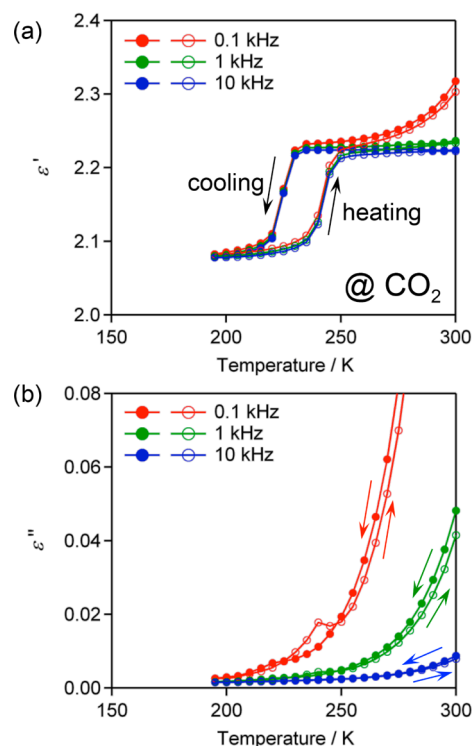 (a)
2.4
2.3
2.2
2.1
2.0
ε'
0.1 kHz
1 kHz
10 kHz
cooling
heating
@ CO₂
150
200
250
300
Temperature / K
(b)
0.08
0.06
0.04
0.02
0.00
ε"
0.1 kHz
1 kHz
10 kHz
150
200
250
300
Temperature / K